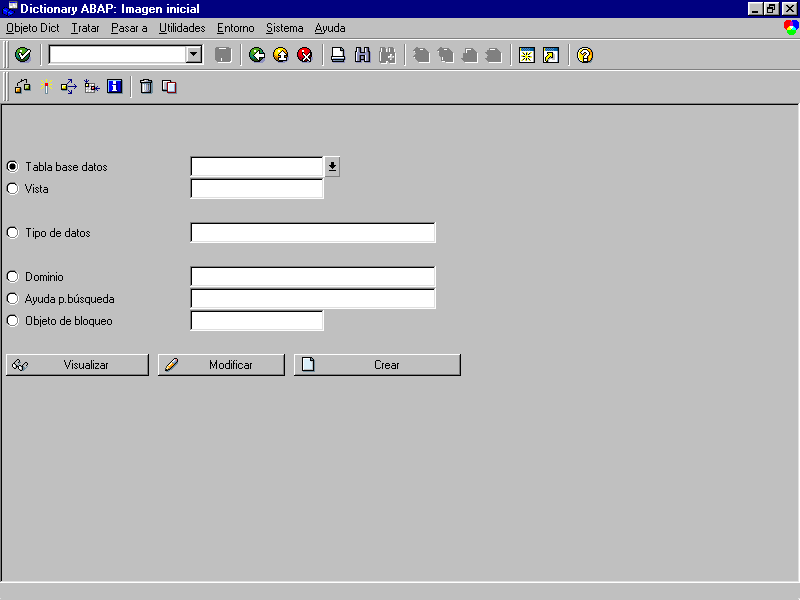 Dictionary ABAP: Imagen inicial
Objeto Dict Tratar Pasar a Utilidades Entorno Sistema Ayuda
Tabla base datos
Vista
Tipo de datos
Dominio
Ayuda p.búsqueda
Objeto de bloqueo
Visualizar Modificar Crear